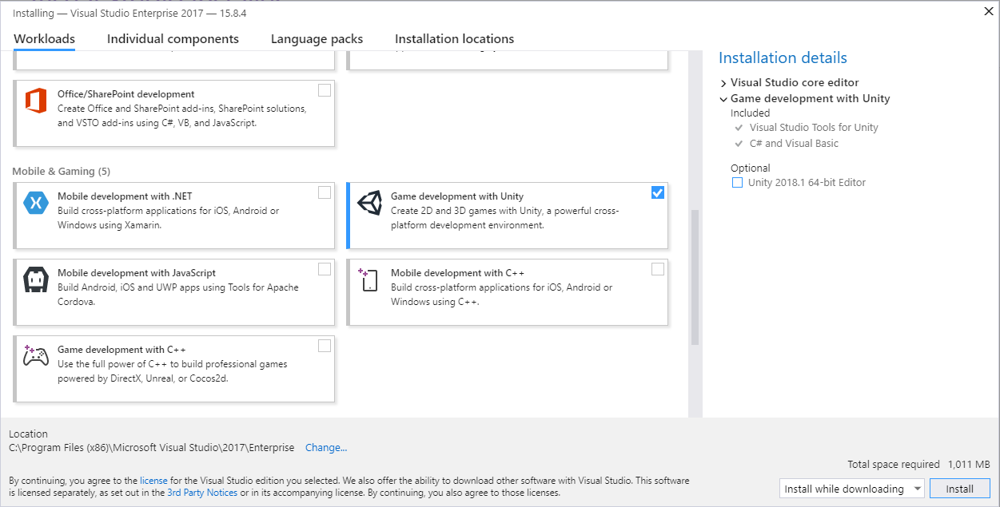 Installing — Visual Studio Enterprise 2017 — 15.8.4
Workloads
Individual components
Language packs
Installation locations
Office/SharePoint development
Create Office and SharePoint add-ins, SharePoint solutions,
and VSTO add-ins using C#, VB, and JavaScript.
Mobile & Gaming (5)
Mobile development with .NET
Build cross-platform applications for iOS, Android or
Windows using Xamarin.
Game development with Unity
Create 2D and 3D games with Unity, a powerful cross-
platform development environment.
Mobile development with JavaScript
Build Android, iOS and UWP apps using Tools for Apache
Cordova.
Mobile development with C++
Build cross-platform applications for iOS, Android or
Windows using C++.
Game development with C++
Use the full power of C++ to build professional games
powered by DirectX, Unreal, or Cocos2d.
Installation details
Visual Studio core editor
Game development with Unity
Included
Visual Studio Tools for Unity
C# and Visual Basic
Optional
Unity 2018.1 64-bit Editor
Location
C:\Program Files (x86)\Microsoft Visual Studio\2017\Enterprise Change...
Total space required 1,011 MB
By continuing, you agree to the license for the Visual Studio edition you selected. We also offer the ability to download other software with Visual Studio. This software
is licensed separately, as set out in the 3rd Party Notices or in its accompanying license. By continuing, you also agree to those licenses.
Install while downloading
Install